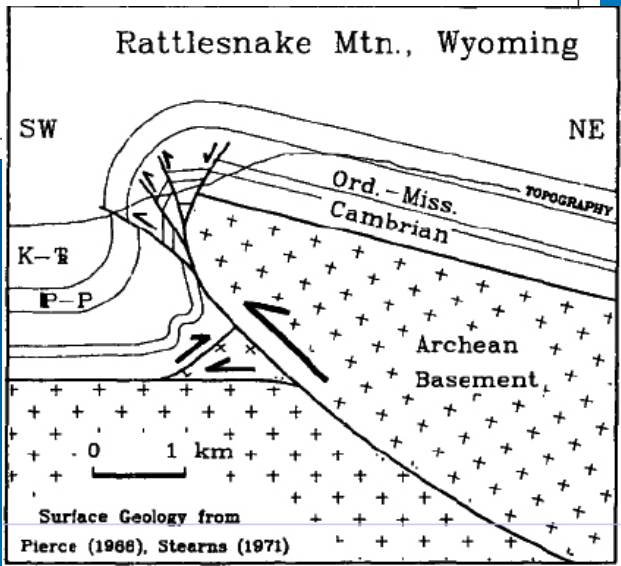 Rattlesnake Mtn., Wyoming
SW
NE
Ord.-Miss.
TOPOGRAPHY
Cambrian
K-Ŧ
ℙ-P
Archean
Basement
0 1 km
Surface Geology from
Pierce (1966), Stearns (1971)